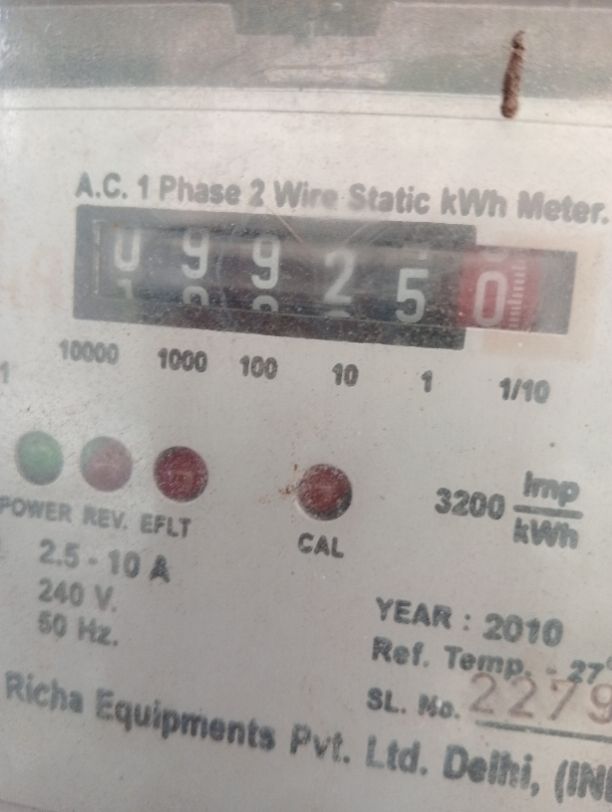 A.C. 1 Phase 2 Wire Static kWh Meter.
0 9 9 2 5 0
1 10000 1000 100 10 1 1/10
POWER REV. EFLT
CAL
3200 Imp
kWh
2.5 - 10 A
240 V.
50 Hz.
YEAR : 2010
Ref. Temp. - 27°
SL. No. 2279
Richa Equipments Pvt. Ltd. Delhi, (IN